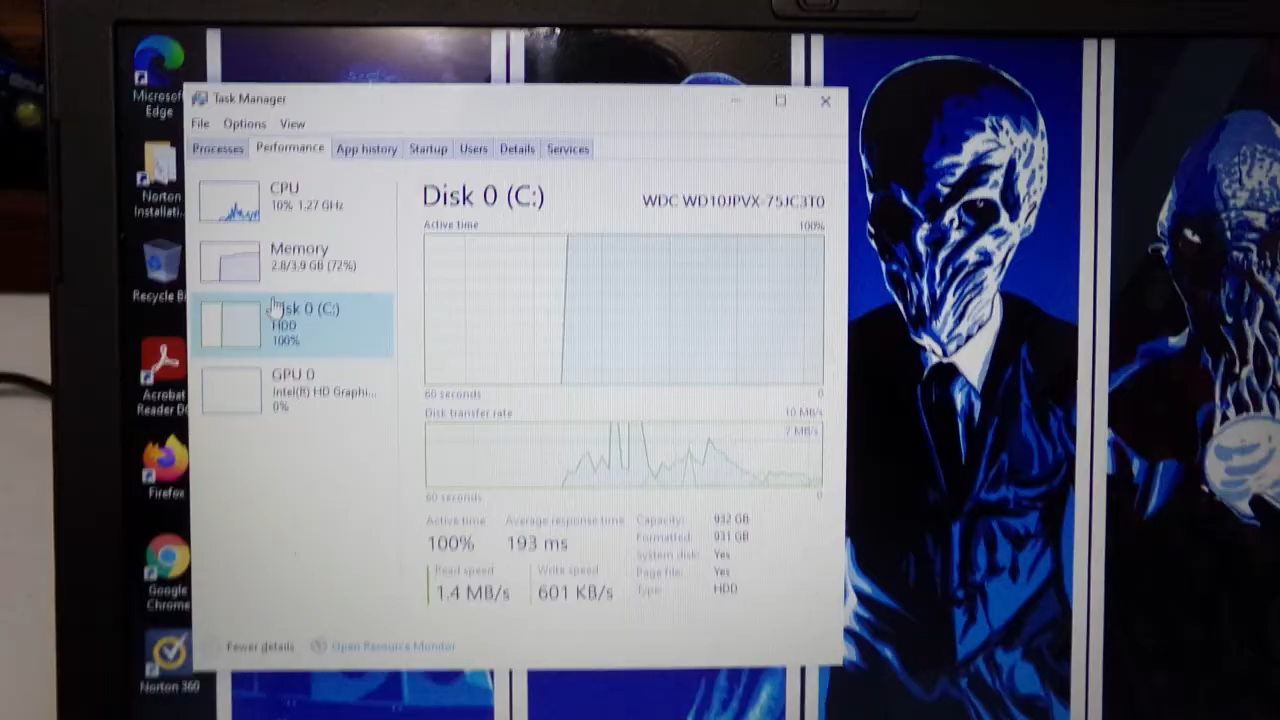 Microsoft
Edge
Norton
Installati...
Recycle Bi
Acrobat
Reader DC
Firefox
Google
Chrome
Norton 360
Task Manager
File Options View
Processes Performance App history Startup Users Details Services
CPU
10% 1.27 GHz
Memory
2.8/3.9 GB (72%)
Disk 0 (C:)
HDD
100%
GPU 0
Intel(R) HD Graphi...
0%
Disk 0 (C:) WDC WD10JPVX-75JC3T0
Active time 100%
60 seconds 0
Disk transfer rate 10 MB/s
7 MB/s
60 seconds 0
Active time Average response time
100% 193 ms
Read speed Write speed
1.4 MB/s 601 KB/s
Capacity: 932 GB
Formatted: 931 GB
System disk: Yes
Page file: Yes
Type: HDD
Fewer details Open Resource Monitor